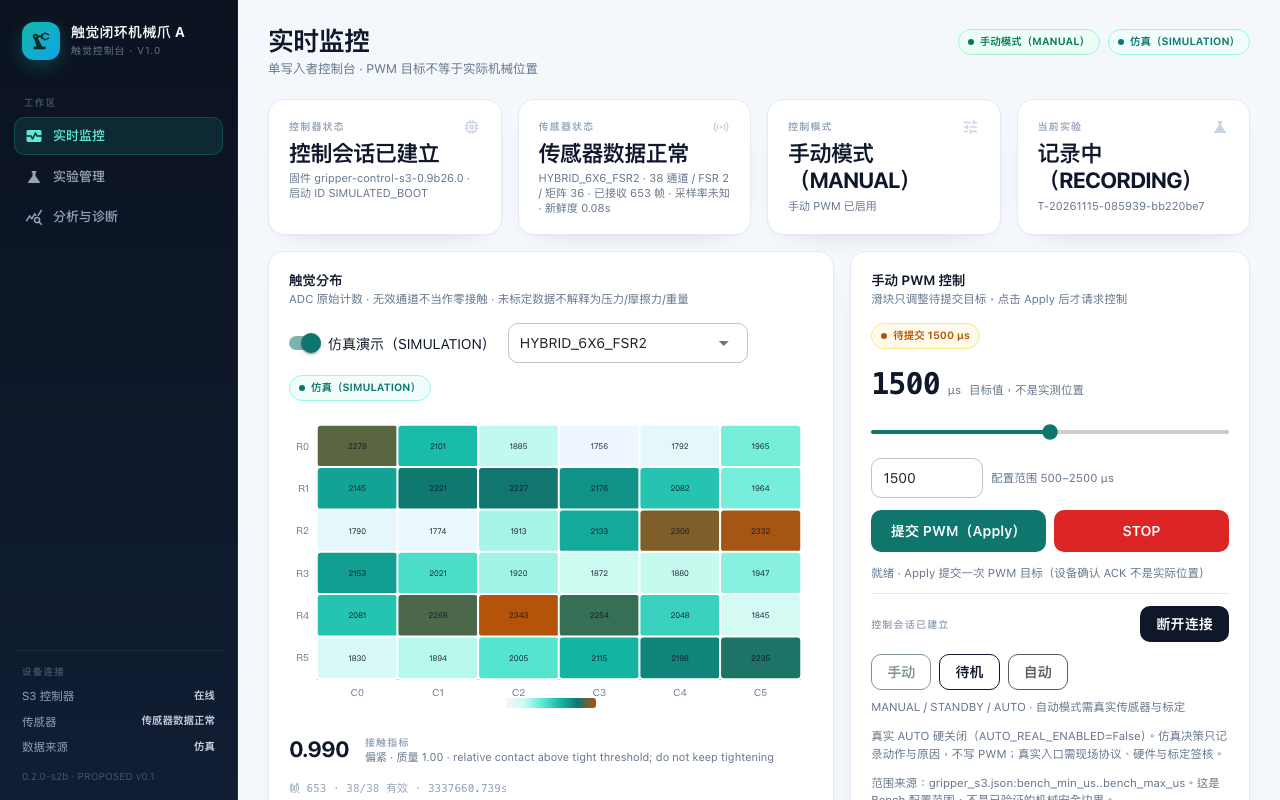 触觉闭环机械爪 A
触觉控制台 · V1.0
工作区
实时监控
实验管理
分析与诊断
设备连接
S3 控制器 在线
传感器 传感器数据正常
数据来源 仿真
0.2.0-s2b · PROPOSED v0.1
实时监控
单写入者控制台 · PWM 目标不等于实际机械位置
手动模式（MANUAL）
仿真（SIMULATION）
控制器状态
控制会话已建立
固件 gripper-control-s3-0.9b26.0 ·
启动 ID SIMULATED_BOOT
传感器状态
传感器数据正常
HYBRID_6X6_FSR2 · 38 通道 / FSR 2
/ 矩阵 36 · 已接收 653 帧 · 采样率未知
· 新鲜度 0.08s
控制模式
手动模式
（MANUAL）
手动 PWM 已启用
当前实验
记录中
（RECORDING）
T-20261115-085939-bb220be7
触觉分布
ADC 原始计数 · 无效通道不当作零接触 · 未标定数据不解释为压力/摩擦力/重量
仿真演示（SIMULATION）
HYBRID_6X6_FSR2
仿真（SIMULATION）
R0 2278 2101 1885 1756 1792 1965
R1 2145 2221 2227 2176 2082 1964
R2 1790 1774 1913 2133 2306 2332
R3 2153 2021 1920 1872 1880 1947
R4 2081 2268 2343 2254 2048 1845
R5 1830 1894 2005 2115 2198 2235
C0 C1 C2 C3 C4 C5
0.990
接触指标
偏紧 · 质量 1.00 · relative contact above tight threshold; do not keep tightening
帧 653 · 38/38 有效 · 3337660.739s
手动 PWM 控制
滑块只调整待提交目标，点击 Apply 后才请求控制
待提交 1500 µs
1500 µs 目标值，不是实测位置
1500 配置范围 500–2500 µs
提交 PWM（Apply）
STOP
就绪 · Apply 提交一次 PWM 目标（设备确认 ACK 不是实际位置）
控制会话已建立
断开连接
手动
待机
自动
MANUAL / STANDBY / AUTO · 自动模式需真实传感器与标定
真实 AUTO 硬关闭（AUTO_REAL_ENABLED=False）。仿真决策只记
录动作与原因，不写 PWM；真实入口需现场协议、硬件与标定签核。
范围来源：gripper_s3.json:bench_min_us..bench_max_us。这是
Bench 配置范围，不是已验证的机械安全边界。